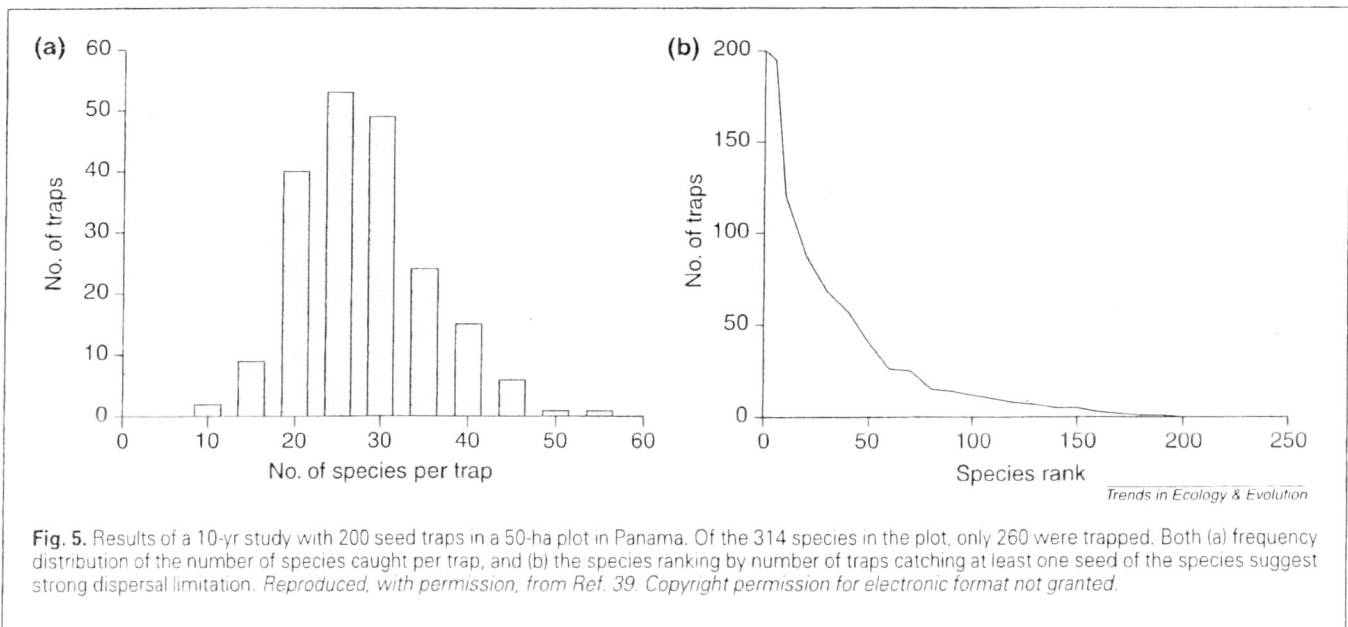 (a)
60
50
40
30
20
10
0
No. of traps
0 10 20 30 40 50 60
No. of species per trap
(b)
200
150
100
50
0
No. of traps
0 50 100 150 200 250
Species rank
Trends in Ecology & Evolution
Fig. 5. Results of a 10-yr study with 200 seed traps in a 50-ha plot in Panama. Of the 314 species in the plot, only 260 were trapped. Both (a) frequency
distribution of the number of species caught per trap, and (b) the species ranking by number of traps catching at least one seed of the species suggest
strong dispersal limitation. Reproduced, with permission, from Ref. 39. Copyright permission for electronic format not granted.